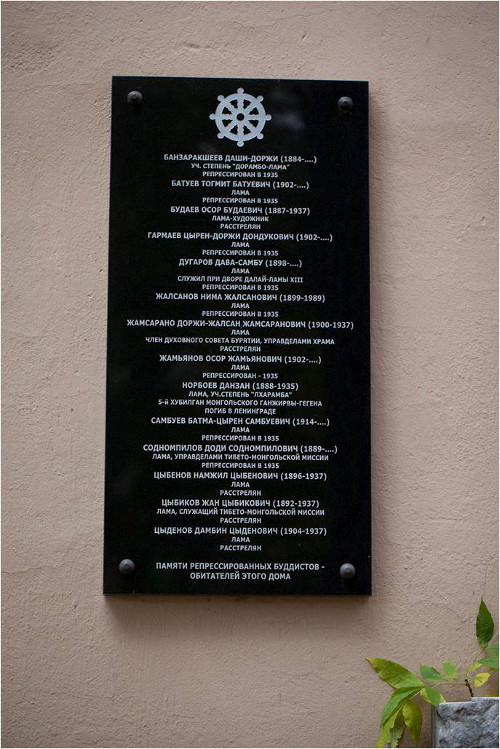 БАНЗАРАКШЕЕВ ДАШИ-ДОРЖИ (1884-....)
УЧ. СТЕПЕНЬ "ДОРАМБО-ЛАМА"
РЕПРЕССИРОВАН В 1935
БАТУЕВ ТОГМИТ БАТУЕВИЧ (1902-....)
ЛАМА
РЕПРЕССИРОВАН В 1935
БУДАЕВ ОСОР БУДАЕВИЧ (1887-1937)
ЛАМА-ХУДОЖНИК
РАССТРЕЛЯН
ГАРМАЕВ ЦЫРЕН-ДОРЖИ ДОНДУКОВИЧ (1902-....)
ЛАМА
РЕПРЕССИРОВАН В 1935
ДУГАРОВ ДАВА-САМБУ (1898-....)
ЛАМА
СЛУЖИЛ ПРИ ДВОРЕ ДАЛАЙ-ЛАМЫ XIII
РЕПРЕССИРОВАН В 1935
ЖАЛСАНОВ НИМА ЖАЛСАНОВИЧ (1899-1989)
ЛАМА
РЕПРЕССИРОВАН В 1935
ЖАМСАРАНО ДОРЖИ-ЖАЛСАН ЖАМСАРАНОВИЧ (1900-1937)
ЛАМА
ЧЛЕН ДУХОВНОГО СОВЕТА БУРЯТИИ, УПРАВДЕЛАМИ ХРАМА
РАССТРЕЛЯН
ЖАМЬЯНОВ ОСОР ЖАМЬЯНОВИЧ (1902-....)
ЛАМА
РЕПРЕССИРОВАН - 1935
НОРБОЕВ ДАНЗАН (1888-1935)
ЛАМА, УЧ.СТЕПЕНЬ "ЛХАРАМБА"
5-й ХУБИЛГАН МОНГОЛЬСКОГО ГАНЖИРВЫ-ГЕГЕНА
ПОГИБ В ЛЕНИНГРАДЕ
САМБУЕВ БАТМА-ЦЫРЕН САМБУЕВИЧ (1914-....)
ЛАМА
РЕПРЕССИРОВАН В 1935
СОДНОМПИЛОВ ДОДИ СОДНОМПИЛОВИЧ (1889-....)
ЛАМА, УПРАВДЕЛАМИ ТИБЕТО-МОНГОЛЬСКОЙ МИССИИ
РЕПРЕССИРОВАН В 1935
ЦЫБЕНОВ НАМЖИЛ ЦЫБЕНОВИЧ (1896-1937)
ЛАМА
РАССТРЕЛЯН
ЦЫБИКОВ ЖАН ЦЫБИКОВИЧ (1892-1937)
ЛАМА, СЛУЖАЩИЙ ТИБЕТО-МОНГОЛЬСКОЙ МИССИИ
РАССТРЕЛЯН
ЦЫДЕНОВ ДАМБИН ЦЫДЕНОВИЧ (1904-1937)
ЛАМА
РАССТРЕЛЯН
ПАМЯТИ РЕПРЕССИРОВАННЫХ БУДДИСТОВ -
ОБИТАТЕЛЕЙ ЭТОГО ДОМА